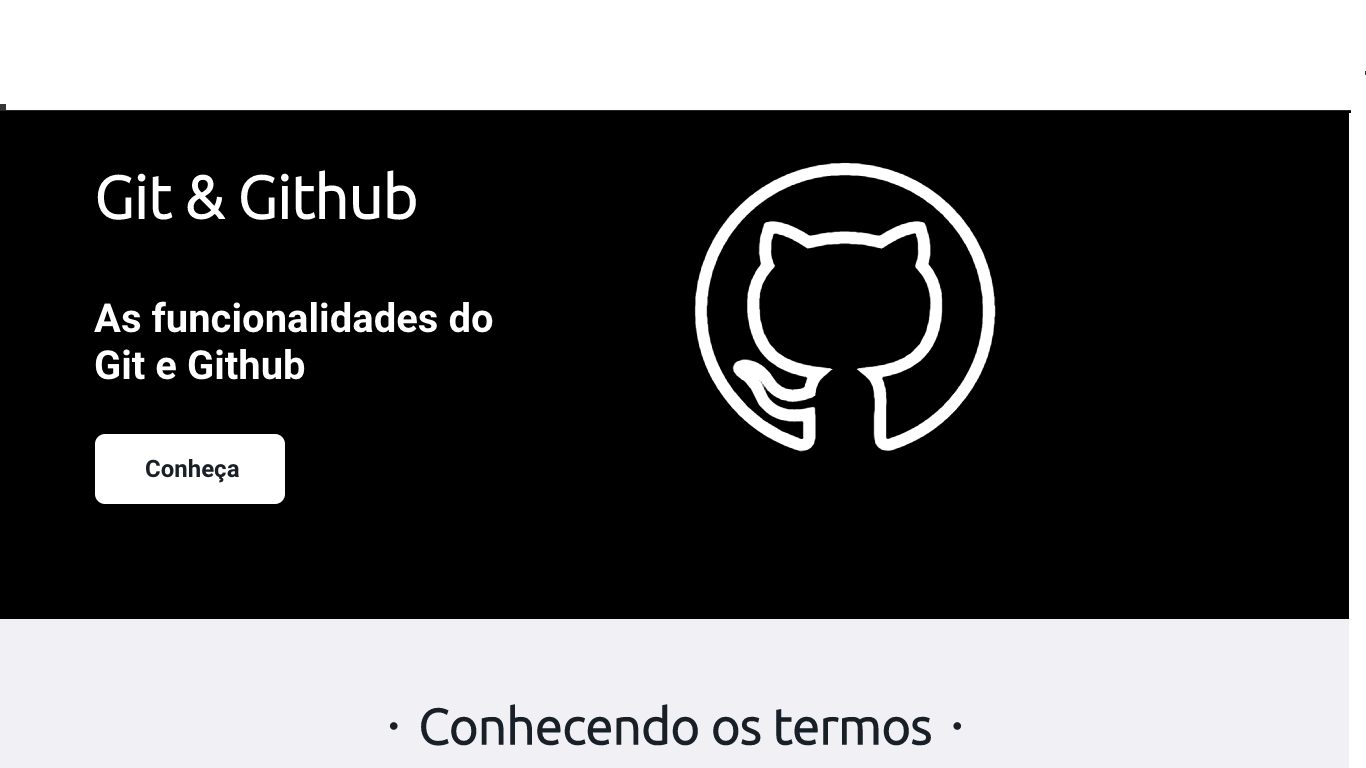 Git & Github
As funcionalidades do
Git e Github
Conheça
· Conhecendo os termos ·